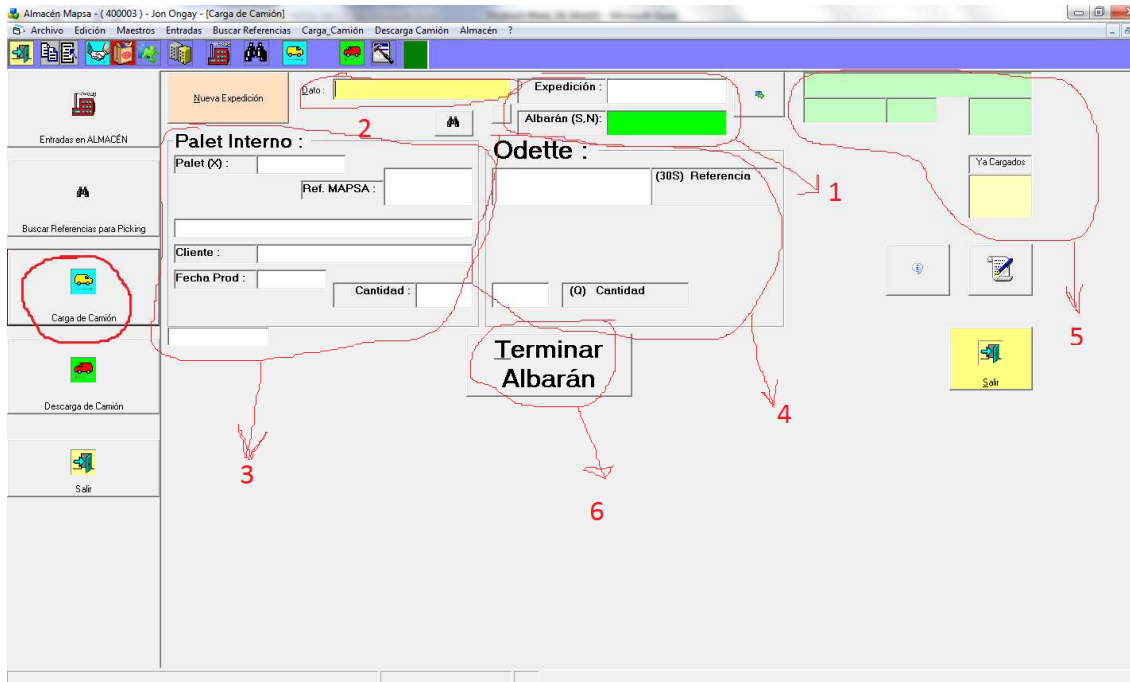 Almacén Mapsa - ( 400003 ) - Jon Ongay - [Carga de Camión]
Archivo Edición Maestros Entradas Buscar Referencias Carga_Camión Descarga Camión Almacén ?
Nueva Expedición
Dato :
Expedición :
Albarán (S,N):
Entradas en ALMACÉN
2
Palet Interno :
Odette :
Palet (X) :
(30S) Referencia
Ya Cargados
Ref. MAPSA :
1
Buscar Referencias para Picking
Cliente :
Fecha Prod :
Cantidad :
(Q) Cantidad
Carga de Camión
5
Terminar
Albarán
Salir
Descarga de Camión
4
3
Salir
6